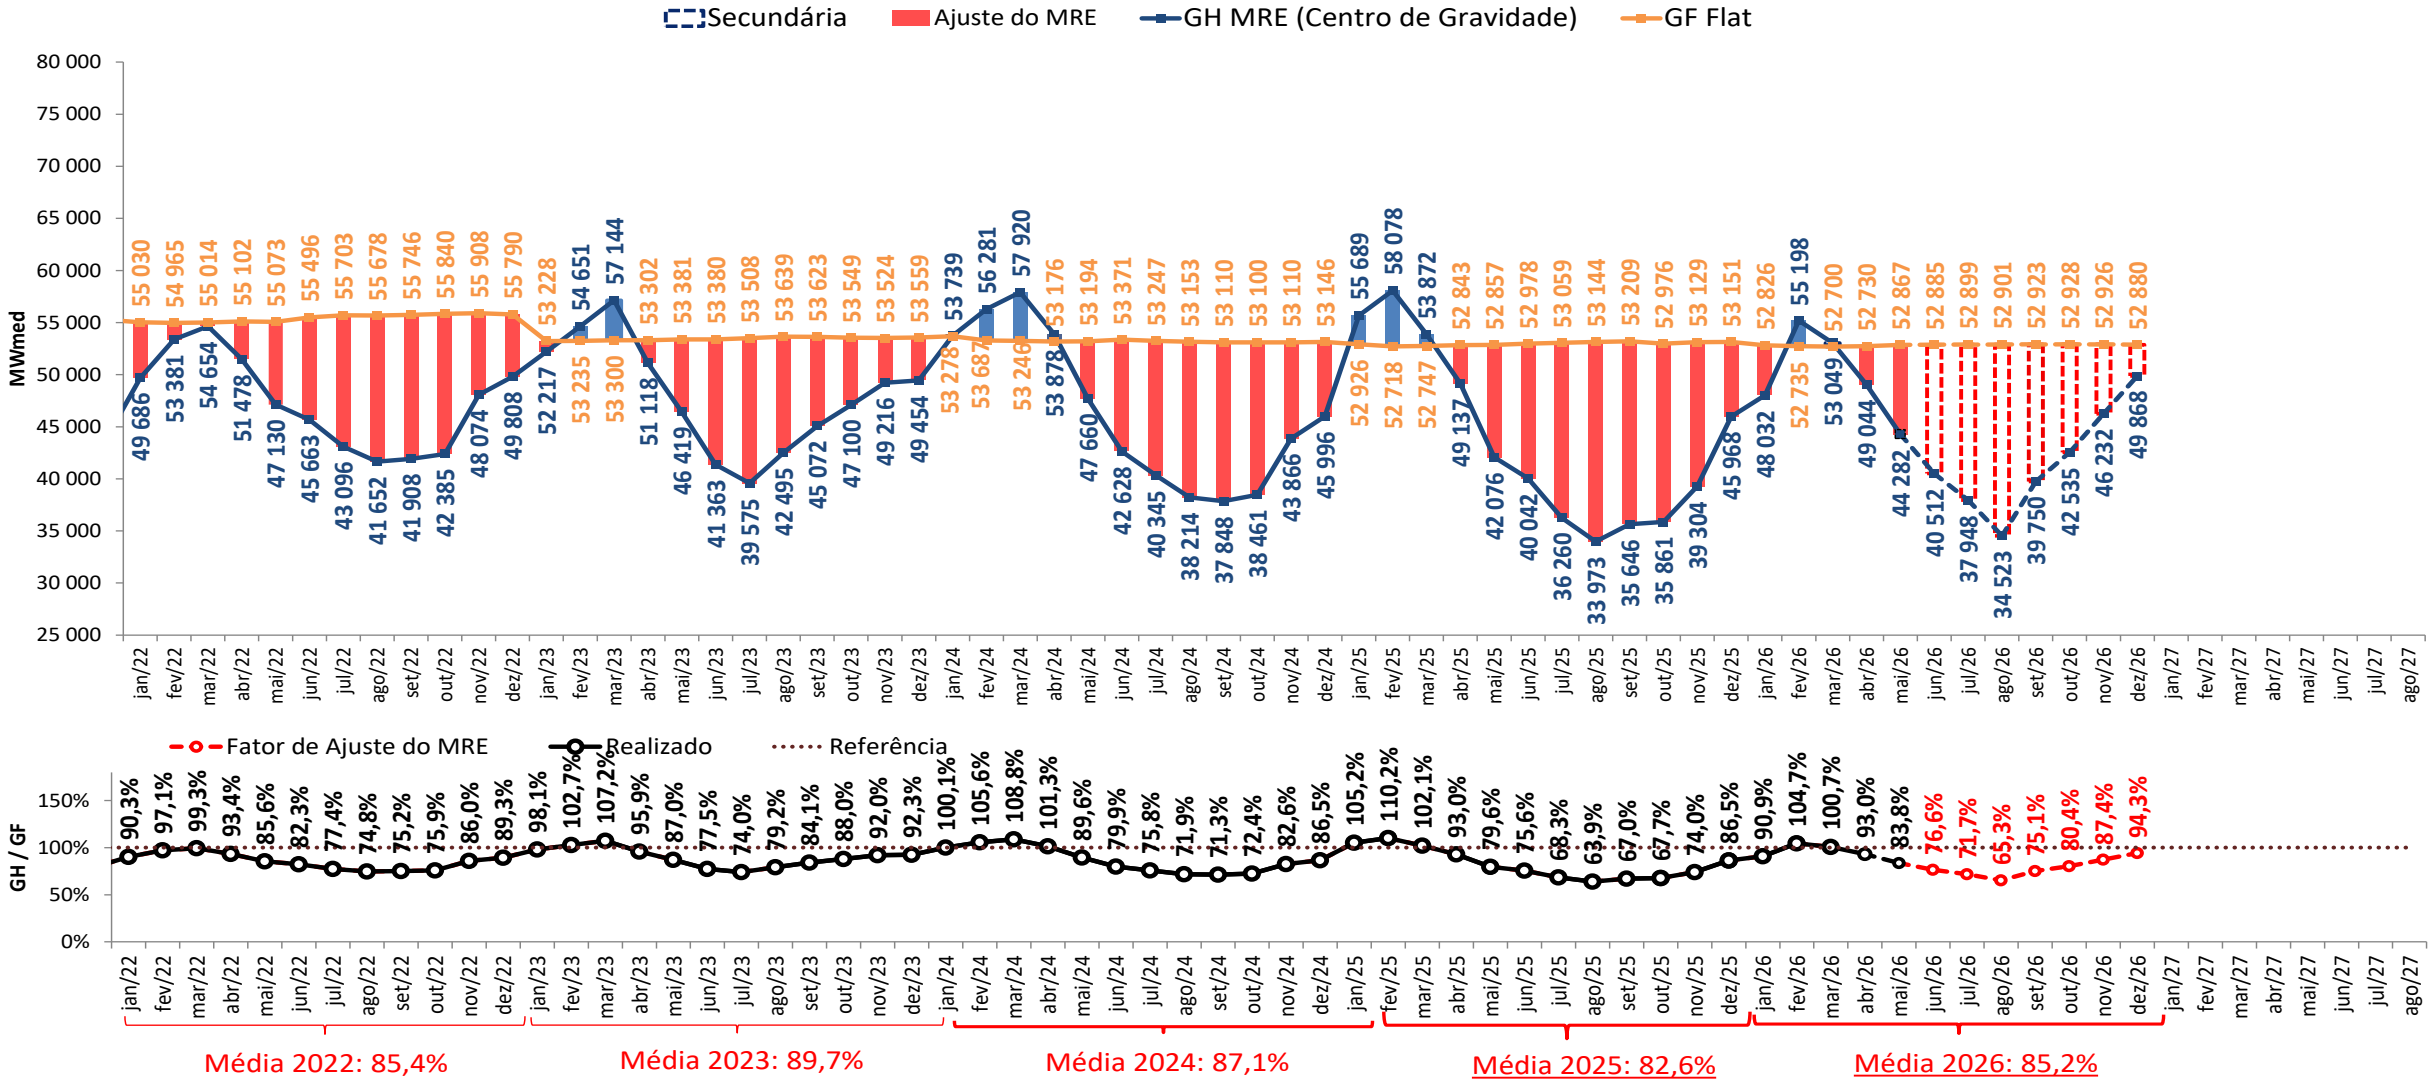 Secundária Ajuste do MRE GH MRE (Centro de Gravidade) GF Flat
MWmed
80 000
75 000
70 000
65 000
60 000
55 000
50 000
45 000
40 000
35 000
30 000
25 000
55 030 54 965 55 014 55 102 55 073 55 496 55 703 55 678 55 746 55 840 55 908 55 790 53 228 54 651 57 144 53 302 53 381 53 380 53 508 53 639 53 623 53 549 53 524 53 559 53 739 56 281 57 920 53 176 53 194 53 371 53 247 53 153 53 110 53 100 53 110 53 146 55 689 58 078 53 872 52 843 52 857 52 978 53 059 53 144 53 209 52 976 53 129 53 151 52 826 55 198 52 700 52 730 52 867 52 885 52 899 52 901 52 923 52 928 52 926 52 880
49 686 53 381 54 654 51 478 47 130 45 663 43 096 41 652 41 908 42 385 48 074 49 808 52 217 53 235 53 300 51 118 46 419 41 363 39 575 42 495 45 072 47 100 49 216 49 454 53 278 53 687 53 246 53 878 47 660 42 628 40 345 38 214 37 848 38 461 43 866 45 996 52 926 52 718 52 747 49 137 42 076 40 042 36 260 33 973 35 646 35 861 39 304 45 968 48 032 52 735 53 049 49 044 44 282 40 512 37 948 34 523 39 750 42 535 46 232 49 868
jan/22 fev/22 mar/22 abr/22 mai/22 jun/22 jul/22 ago/22 set/22 out/22 nov/22 dez/22 jan/23 fev/23 mar/23 abr/23 mai/23 jun/23 jul/23 ago/23 set/23 out/23 nov/23 dez/23 jan/24 fev/24 mar/24 abr/24 mai/24 jun/24 jul/24 ago/24 set/24 out/24 nov/24 dez/24 jan/25 fev/25 mar/25 abr/25 mai/25 jun/25 jul/25 ago/25 set/25 out/25 nov/25 dez/25 jan/26 fev/26 mar/26 abr/26 mai/26 jun/26 jul/26 ago/26 set/26 out/26 nov/26 dez/26 jan/27 fev/27 mar/27 abr/27 mai/27 jun/27 jul/27 ago/27
Fator de Ajuste do MRE Realizado Referência
GH / GF
150%
100%
50%
0%
90,3% 97,1% 99,3% 93,4% 85,6% 82,3% 77,4% 74,8% 75,2% 75,9% 86,0% 89,3% 98,1% 102,7% 107,2% 95,9% 87,0% 77,5% 74,0% 79,2% 84,1% 88,0% 92,0% 92,3% 100,1% 105,6% 108,8% 101,3% 89,6% 79,9% 75,8% 71,9% 71,3% 72,4% 82,6% 86,5% 105,2% 110,2% 102,1% 93,0% 79,6% 75,6% 68,3% 63,9% 67,0% 67,7% 74,0% 86,5% 90,9% 104,7% 100,7% 93,0% 83,8% 76,6% 71,7% 65,3% 75,1% 80,4% 87,4% 94,3%
jan/22 fev/22 mar/22 abr/22 mai/22 jun/22 jul/22 ago/22 set/22 out/22 nov/22 dez/22 jan/23 fev/23 mar/23 abr/23 mai/23 jun/23 jul/23 ago/23 set/23 out/23 nov/23 dez/23 jan/24 fev/24 mar/24 abr/24 mai/24 jun/24 jul/24 ago/24 set/24 out/24 nov/24 dez/24 jan/25 fev/25 mar/25 abr/25 mai/25 jun/25 jul/25 ago/25 set/25 out/25 nov/25 dez/25 jan/26 fev/26 mar/26 abr/26 mai/26 jun/26 jul/26 ago/26 set/26 out/26 nov/26 dez/26 jan/27 fev/27 mar/27 abr/27 mai/27 jun/27 jul/27 ago/27
Média 2022: 85,4% Média 2023: 89,7% Média 2024: 87,1% Média 2025: 82,6% Média 2026: 85,2%